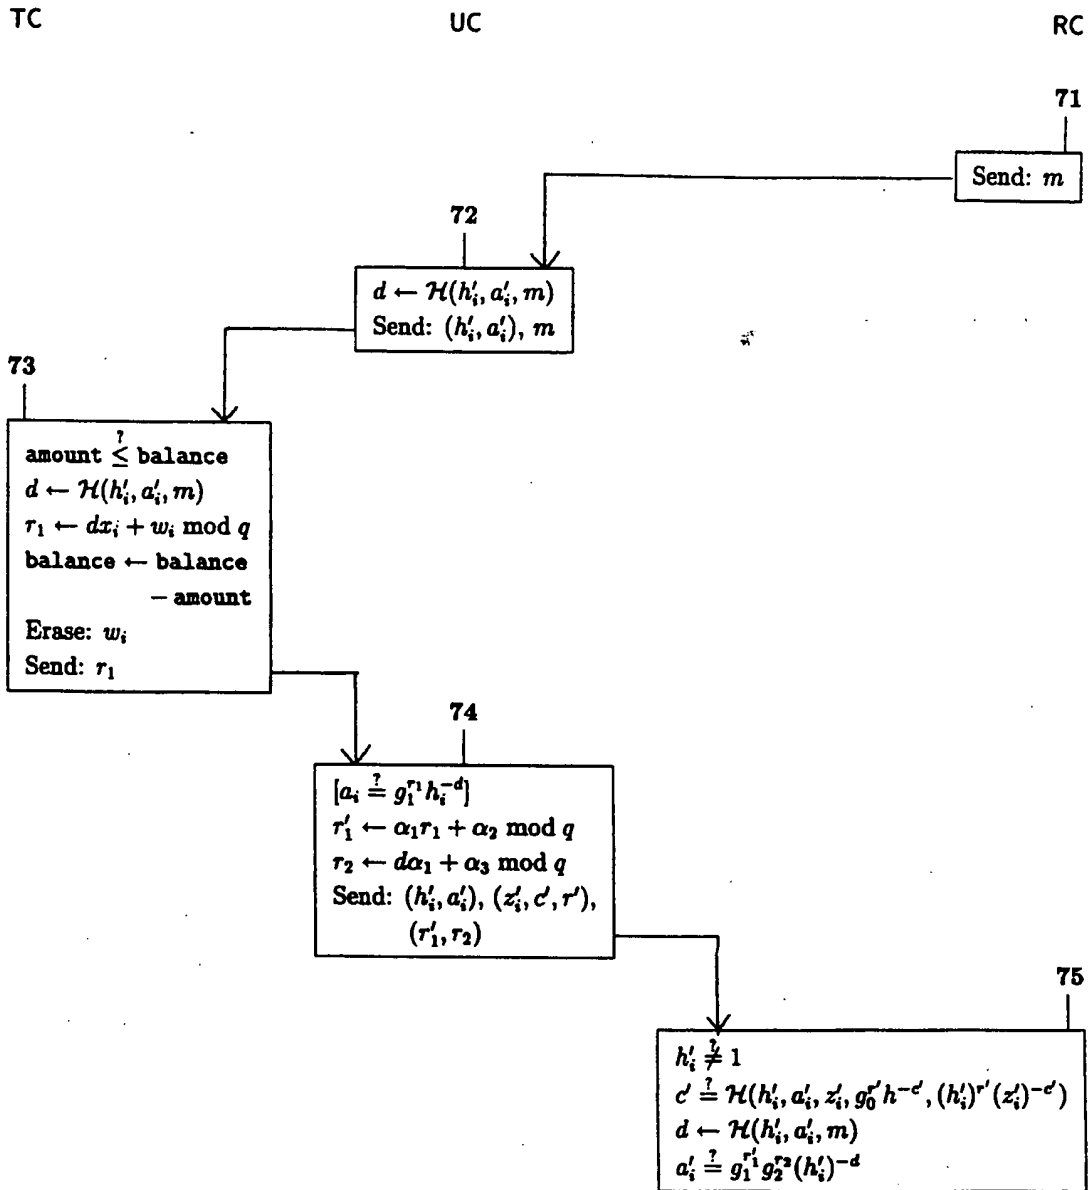 TC UC RC
71
Send: m
72
d ← ℋ(h′ᵢ, a′ᵢ, m)
Send: (h′ᵢ, a′ᵢ), m
73
amount ≤? balance
d ← ℋ(h′ᵢ, a′ᵢ, m)
r₁ ← dxᵢ + wᵢ mod q
balance ← balance
− amount
Erase: wᵢ
Send: r₁
74
[aᵢ =? g₁^{r₁} hᵢ^{−d}]
r′₁ ← α₁r₁ + α₂ mod q
r₂ ← dα₁ + α₃ mod q
Send: (h′ᵢ, a′ᵢ), (z′ᵢ, c′, r′),
(r′₁, r₂)
75
h′ᵢ ≠? 1
c′ =? ℋ(h′ᵢ, a′ᵢ, z′ᵢ, g₀^{r′} h^{−c′}, (h′ᵢ)^{r′} (z′ᵢ)^{−c′})
d ← ℋ(h′ᵢ, a′ᵢ, m)
a′ᵢ =? g₁^{r′₁} g₂^{r₂} (h′ᵢ)^{−d}